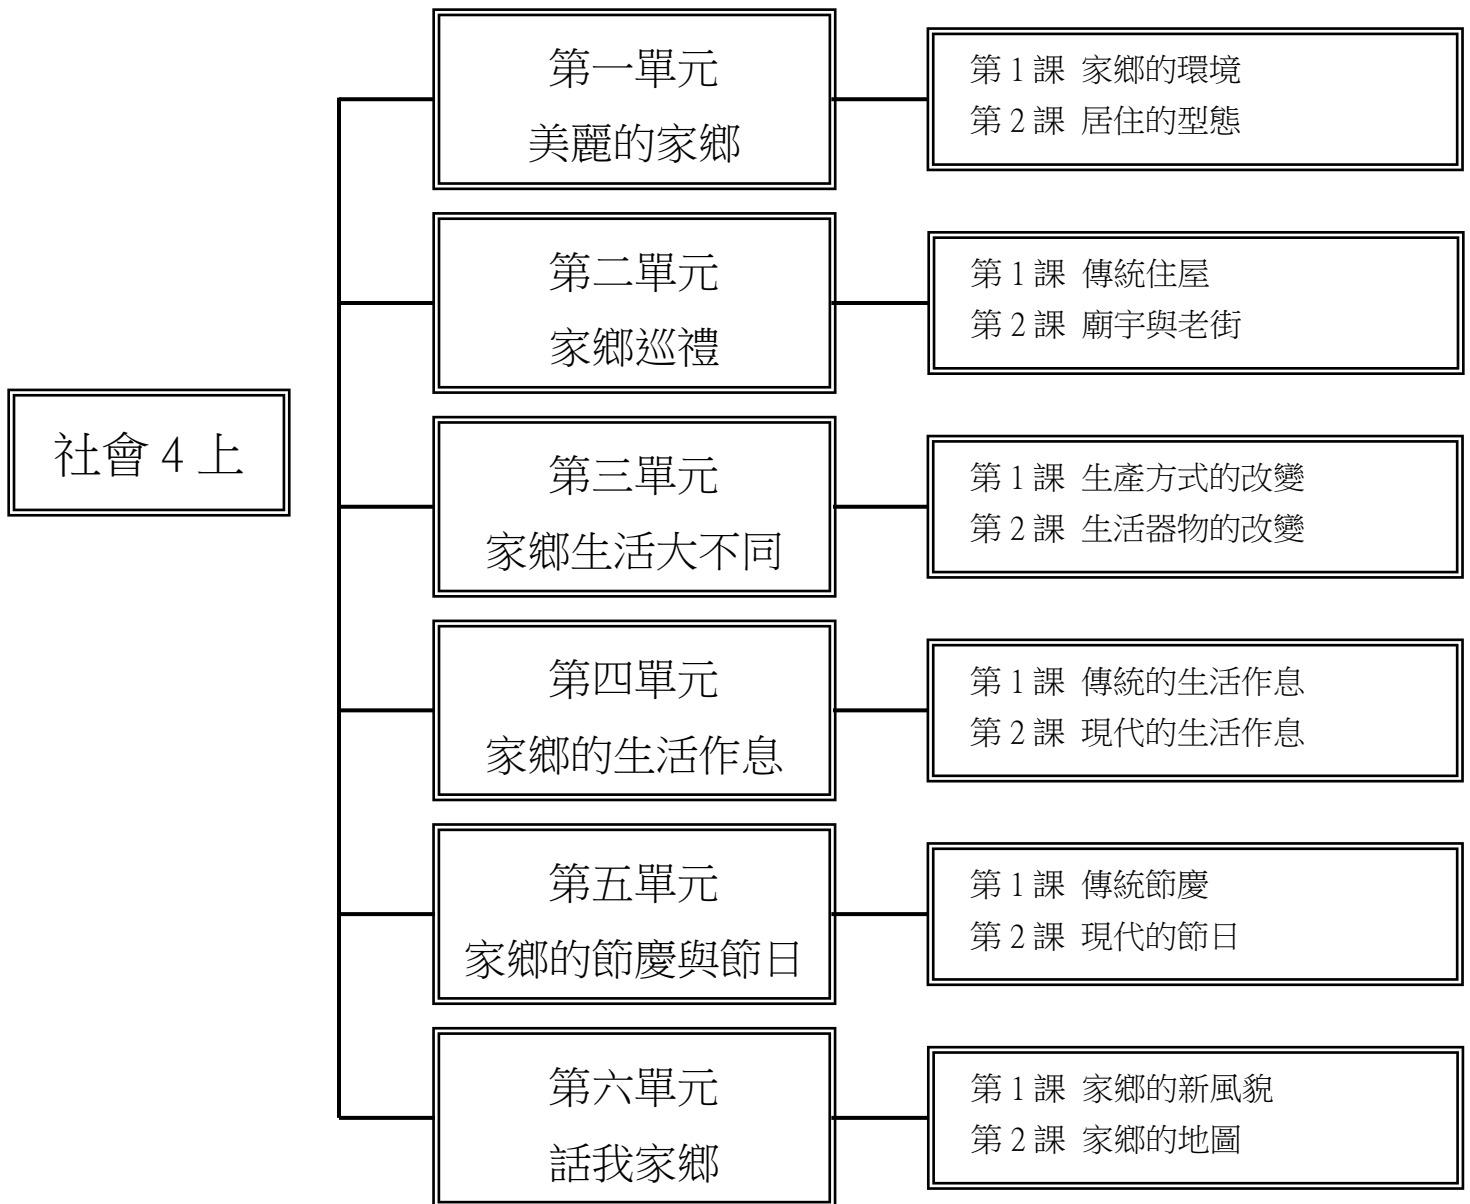 社會 4 上
第一單元
美麗的家鄉
第 1 課 家鄉的環境
第 2 課 居住的型態
第二單元
家鄉巡禮
第 1 課 傳統住屋
第 2 課 廟宇與老街
第三單元
家鄉生活大不同
第 1 課 生產方式的改變
第 2 課 生活器物的改變
第四單元
家鄉的生活作息
第 1 課 傳統的生活作息
第 2 課 現代的生活作息
第五單元
家鄉的節慶與節日
第 1 課 傳統節慶
第 2 課 現代的節日
第六單元
話我家鄉
第 1 課 家鄉的新風貌
第 2 課 家鄉的地圖